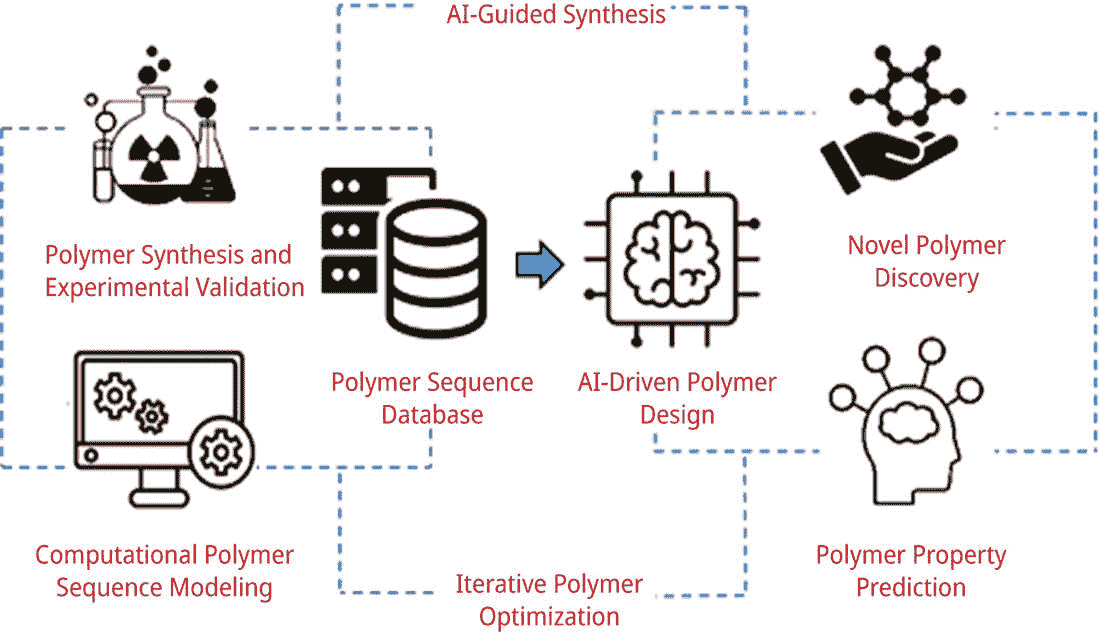 AI-Guided Synthesis
Polymer Synthesis and
Experimental Validation
Novel Polymer
Discovery
Polymer Sequence
Database
AI-Driven Polymer
Design
Computational Polymer
Sequence Modeling
Polymer Property
Prediction
Iterative Polymer
Optimization